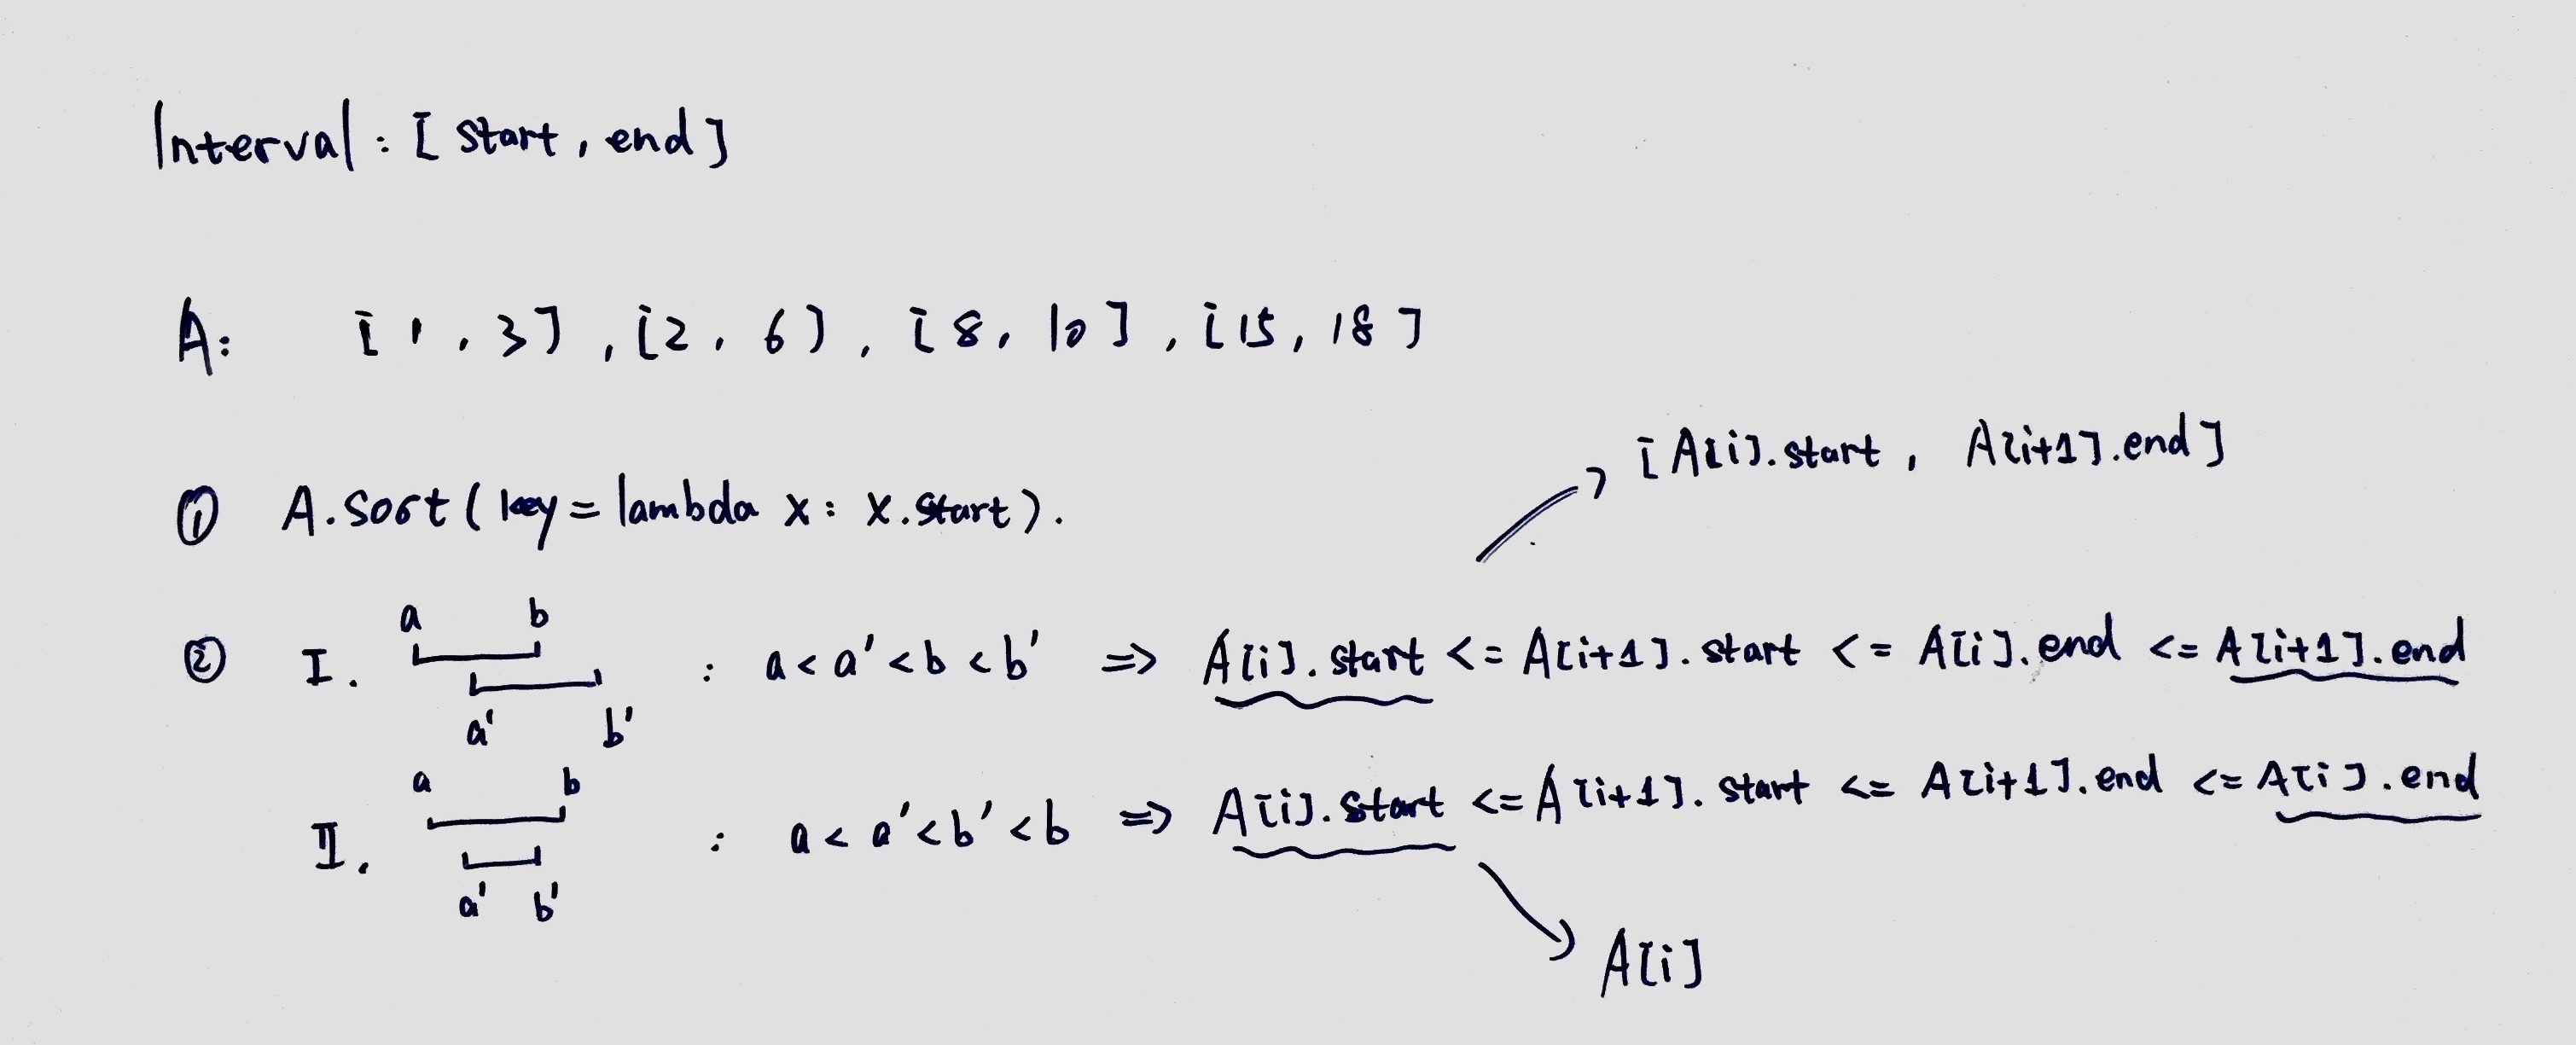 Interval : [ start , end ]
A: [ 1 , 3 ] , [ 2 , 6 ] , [ 8 , 10 ] , [ 15 , 18 ]
[ A[i].start , A[i+1].end ]
① A.sort ( key = lambda x : x.start ) .
a b
② I. : a < a' < b < b' => A[i].start <= A[i+1].start <= A[i].end <= A[i+1].end
a' b'
a b
II. : a < a' < b' < b => A[i].start <= A[i+1].start <= A[i+1].end <= A[i].end
a' b'
A[i]